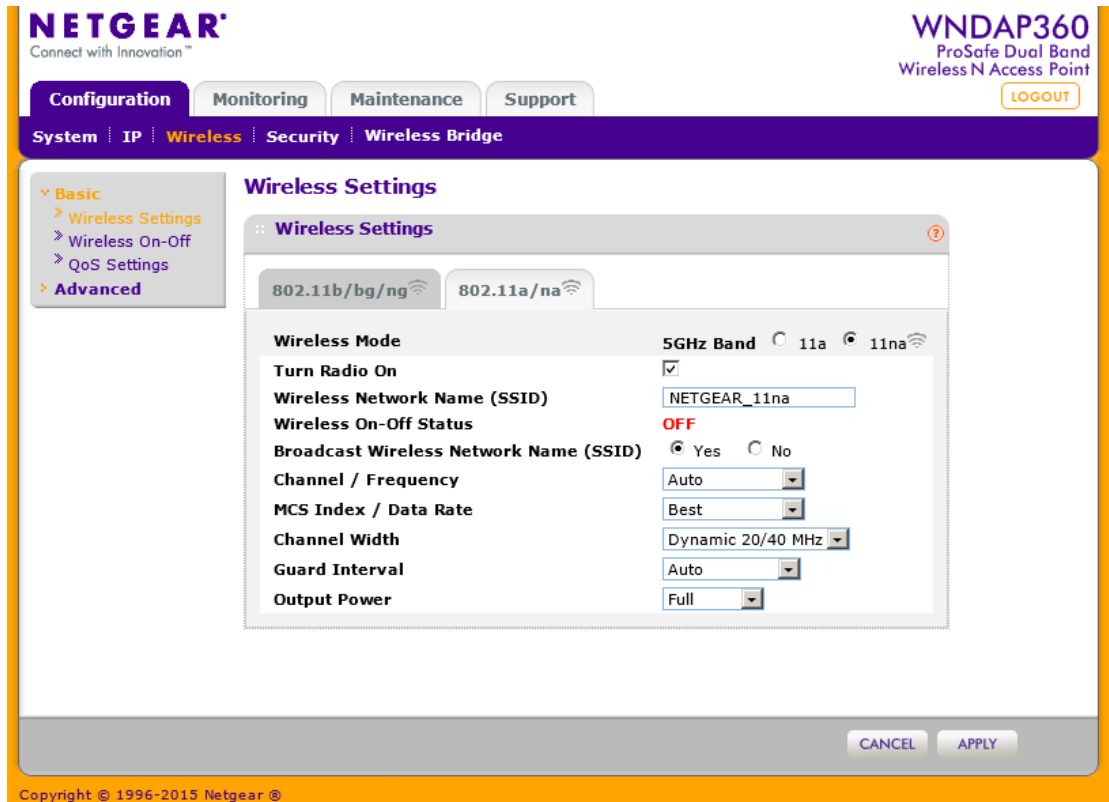 NETGEAR®
Connect with Innovation™
WNDAP360
ProSafe Dual Band
Wireless N Access Point
LOGOUT
Configuration Monitoring Maintenance Support
System IP Wireless Security Wireless Bridge
Basic
Wireless Settings
Wireless On-Off
QoS Settings
Advanced
Wireless Settings
Wireless Settings ?
802.11b/bg/ng 802.11a/na
Wireless Mode 5GHz Band 11a 11na
Turn Radio On
Wireless Network Name (SSID) NETGEAR_11na
Wireless On-Off Status OFF
Broadcast Wireless Network Name (SSID) Yes No
Channel / Frequency Auto
MCS Index / Data Rate Best
Channel Width Dynamic 20/40 MHz
Guard Interval Auto
Output Power Full
CANCEL APPLY
Copyright © 1996-2015 Netgear ®